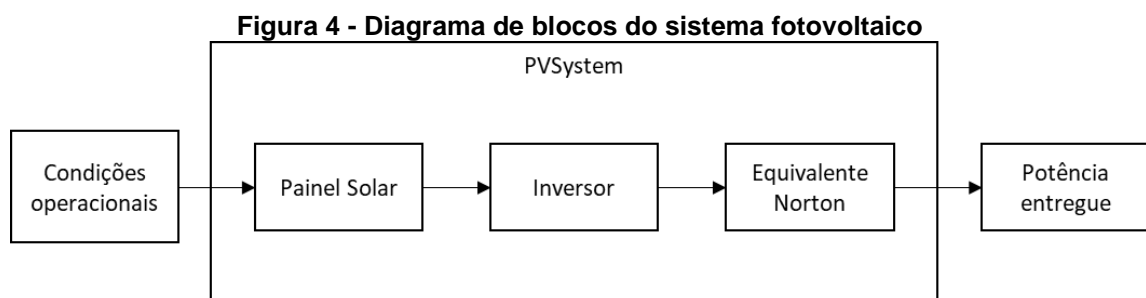 Figura 4 - Diagrama de blocos do sistema fotovoltaico
PVSystem
Condições
operacionais
Painel Solar
Inversor
Equivalente
Norton
Potência
entregue